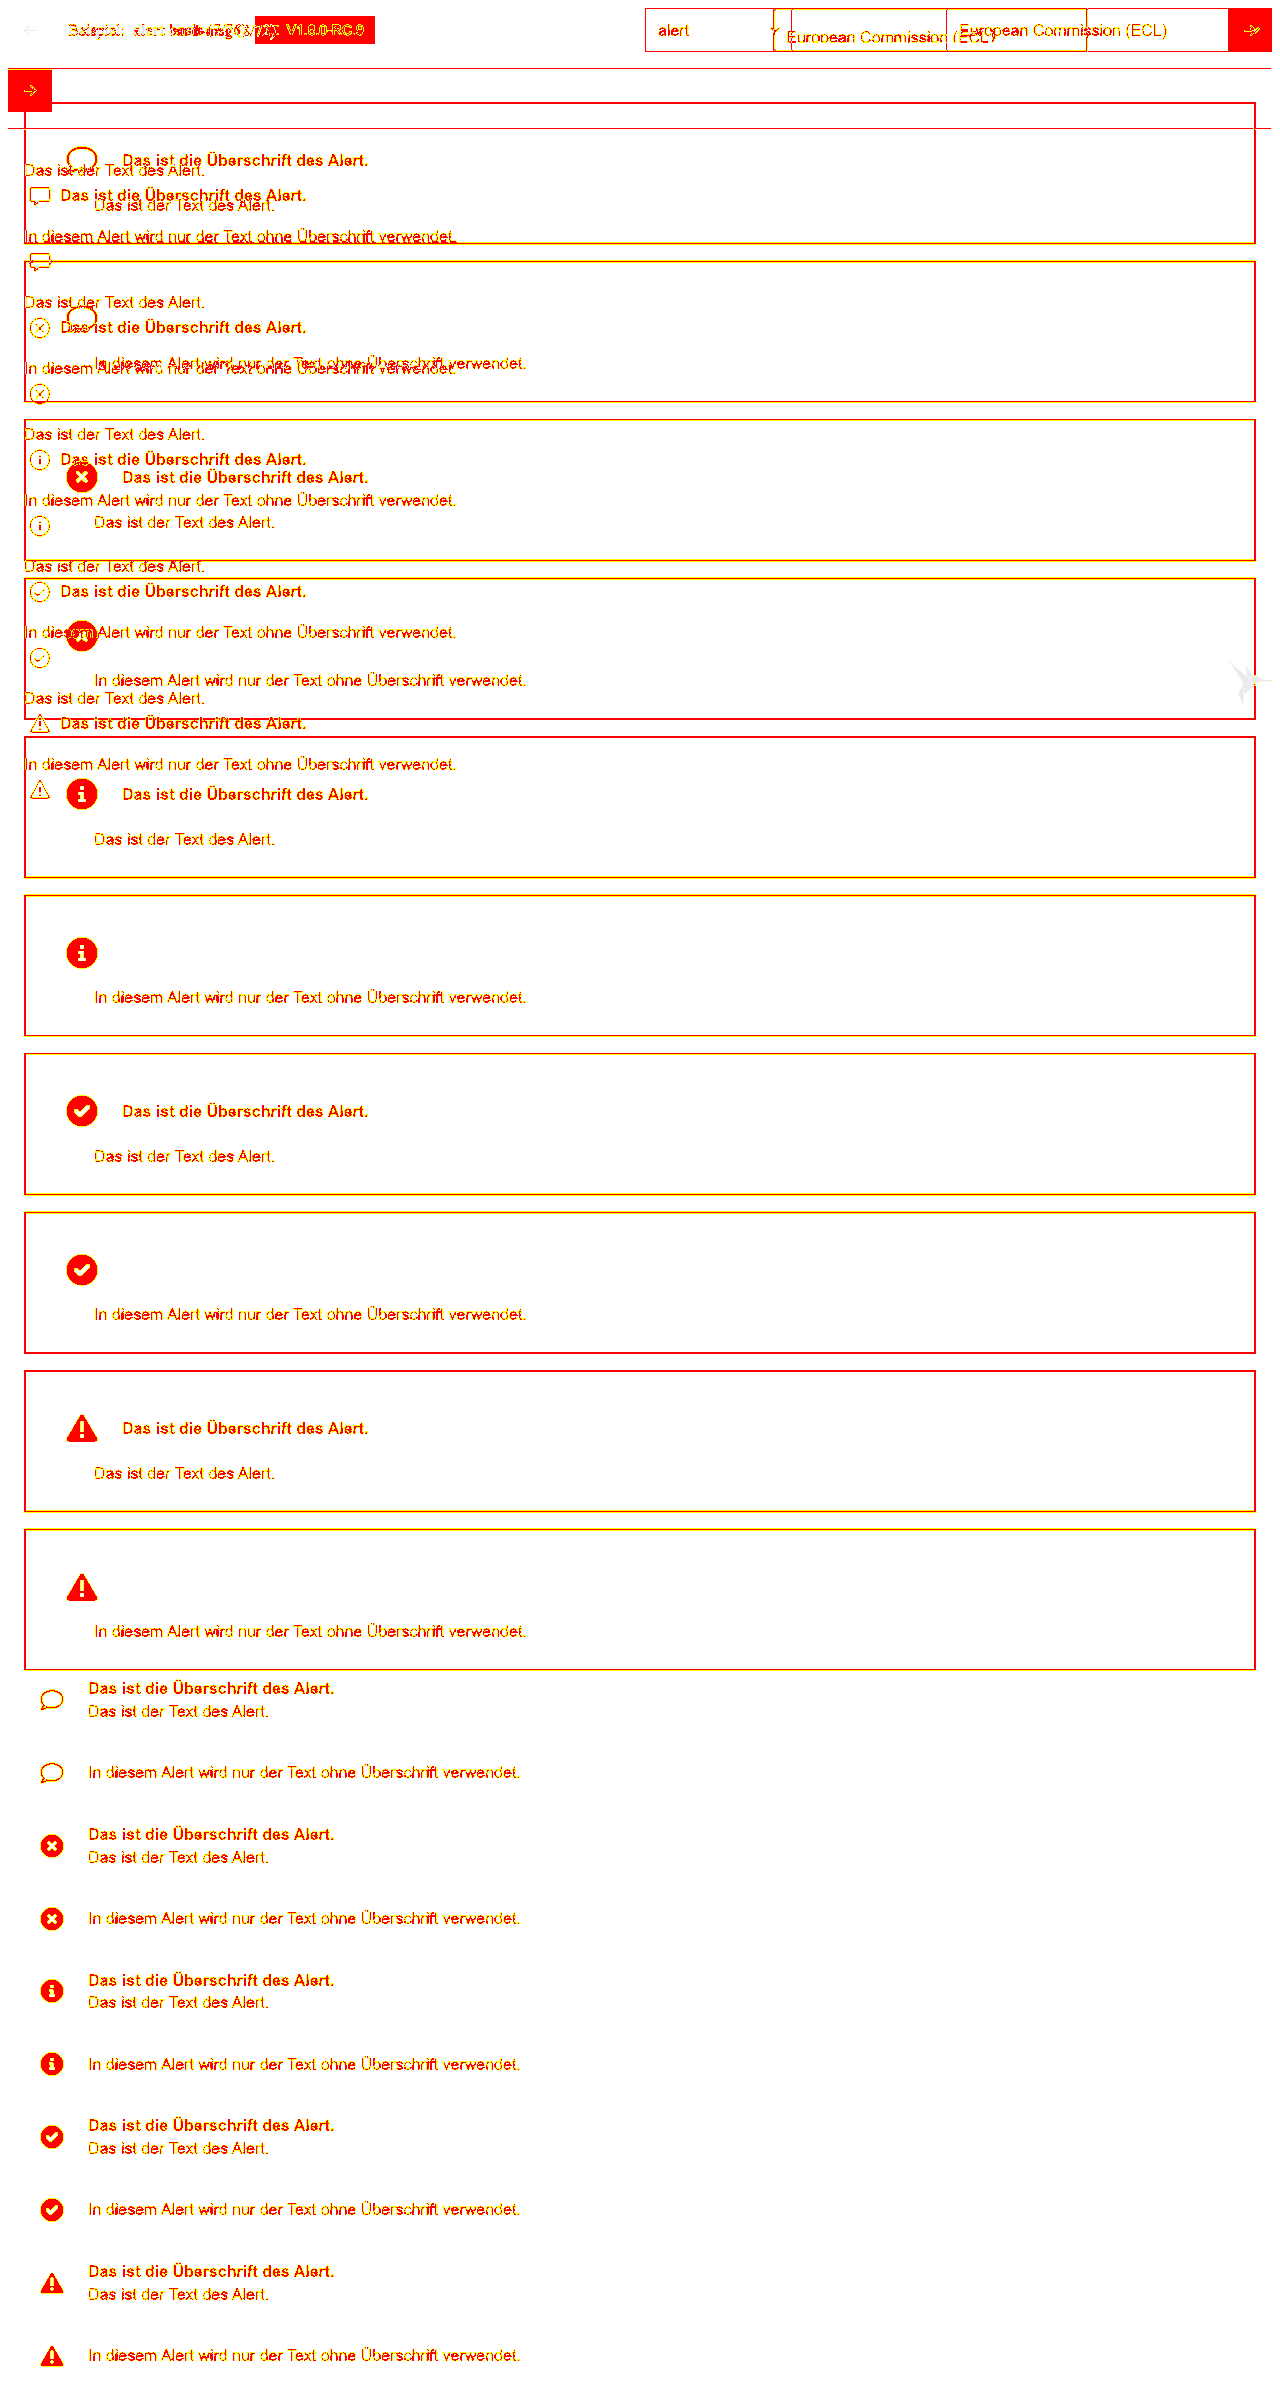 V1.0.0-RC.9
alert
European Commission (ECL)
European Commission (ECL)
Das ist die Überschrift des Alert.
Das ist der Text des Alert.
Das ist die Überschrift des Alert.
Das ist der Text des Alert.
In diesem Alert wird nur der Text ohne Überschrift verwendet.
Das ist der Text des Alert.
Das ist die Überschrift des Alert.
In diesem Alert wird nur der Text ohne Überschrift verwendet.
In diesem Alert wird nur der Text ohne Überschrift verwendet.
Das ist der Text des Alert.
Das ist die Überschrift des Alert.
Das ist die Überschrift des Alert.
In diesem Alert wird nur der Text ohne Überschrift verwendet.
Das ist der Text des Alert.
Das ist der Text des Alert.
Das ist die Überschrift des Alert.
In diesem Alert wird nur der Text ohne Überschrift verwendet.
In diesem Alert wird nur der Text ohne Überschrift verwendet.
Das ist der Text des Alert.
Das ist die Überschrift des Alert.
In diesem Alert wird nur der Text ohne Überschrift verwendet.
Das ist die Überschrift des Alert.
Das ist der Text des Alert.
In diesem Alert wird nur der Text ohne Überschrift verwendet.
Das ist die Überschrift des Alert.
Das ist der Text des Alert.
In diesem Alert wird nur der Text ohne Überschrift verwendet.
Das ist die Überschrift des Alert.
Das ist der Text des Alert.
In diesem Alert wird nur der Text ohne Überschrift verwendet.
Das ist die Überschrift des Alert.
Das ist der Text des Alert.
In diesem Alert wird nur der Text ohne Überschrift verwendet.
Das ist die Überschrift des Alert.
Das ist der Text des Alert.
In diesem Alert wird nur der Text ohne Überschrift verwendet.
Das ist die Überschrift des Alert.
Das ist der Text des Alert.
In diesem Alert wird nur der Text ohne Überschrift verwendet.
Das ist die Überschrift des Alert.
Das ist der Text des Alert.
In diesem Alert wird nur der Text ohne Überschrift verwendet.
Das ist die Überschrift des Alert.
Das ist der Text des Alert.
In diesem Alert wird nur der Text ohne Überschrift verwendet.